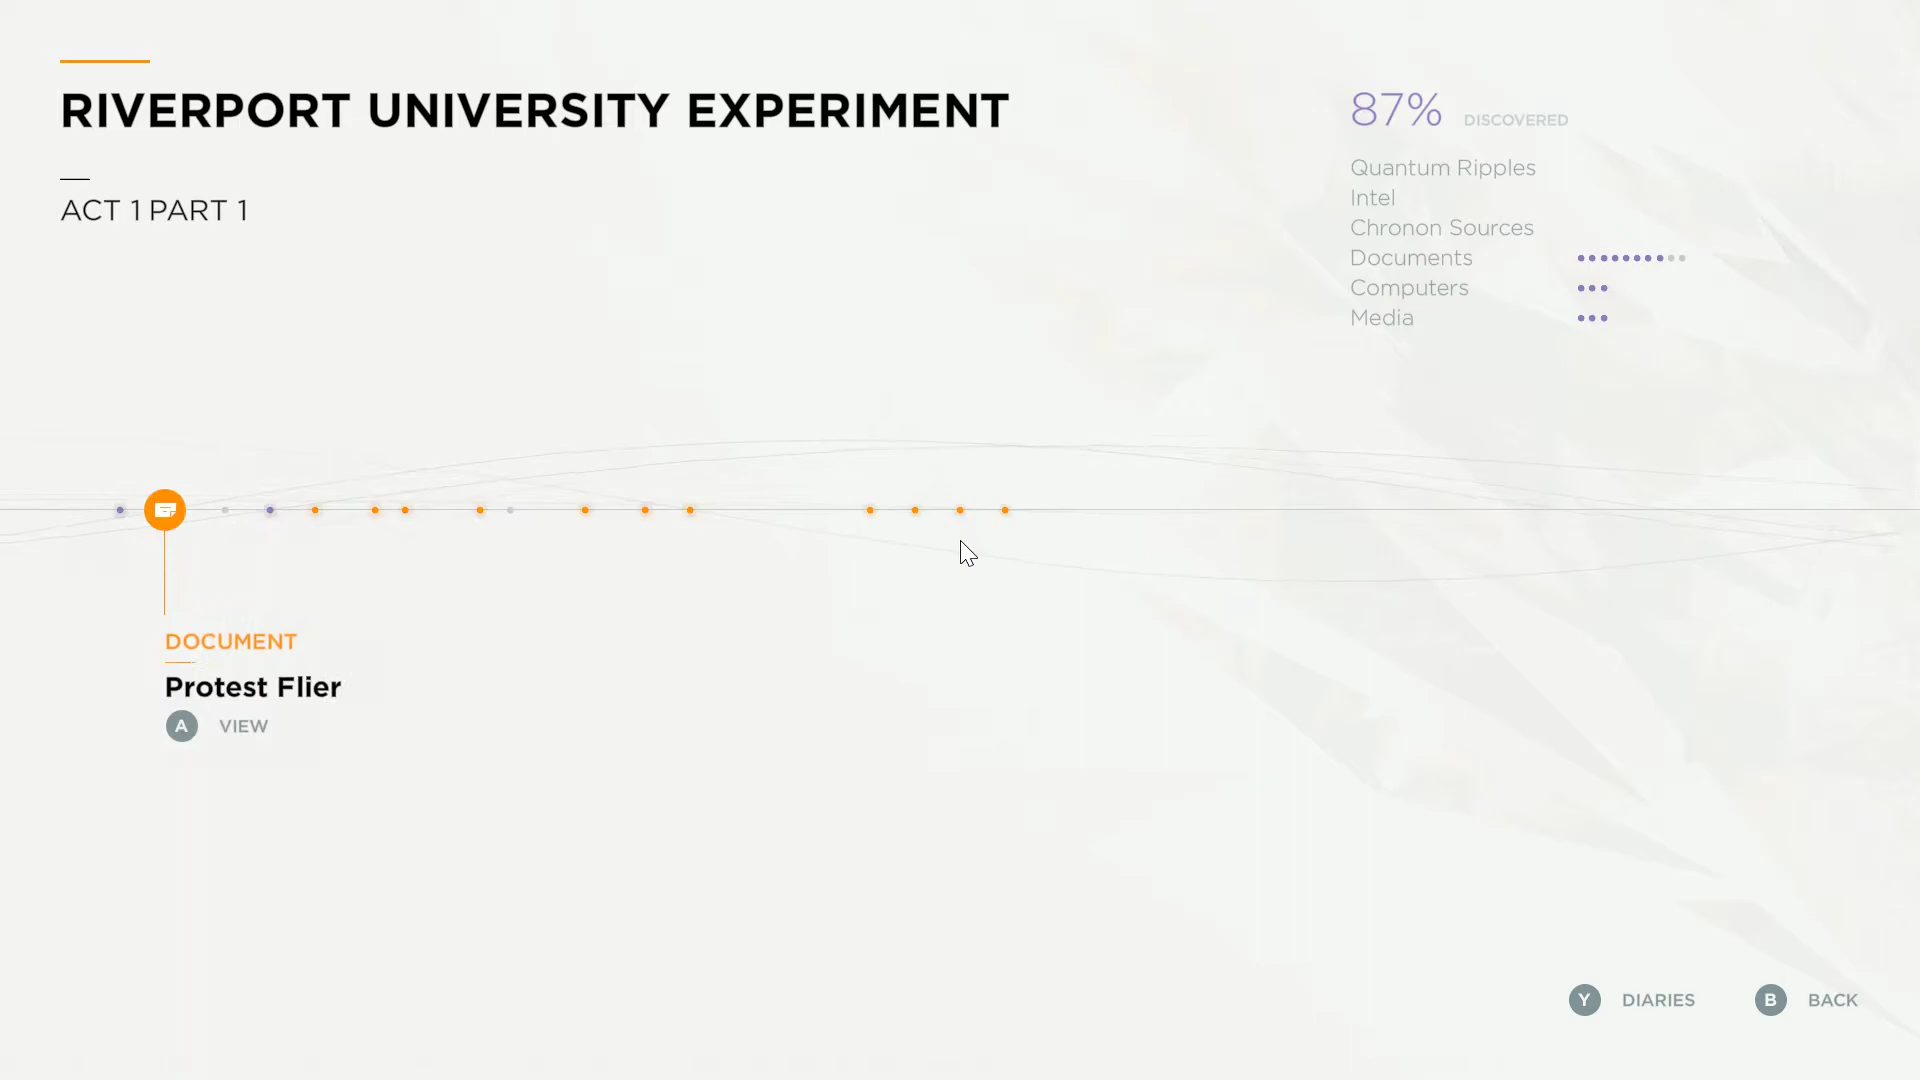 RIVERPORT UNIVERSITY EXPERIMENT
ACT 1 PART 1
87% DISCOVERED
Quantum Ripples
Intel
Chronon Sources
Documents
Computers
Media
DOCUMENT
Protest Flier
A VIEW
Y DIARIES B BACK